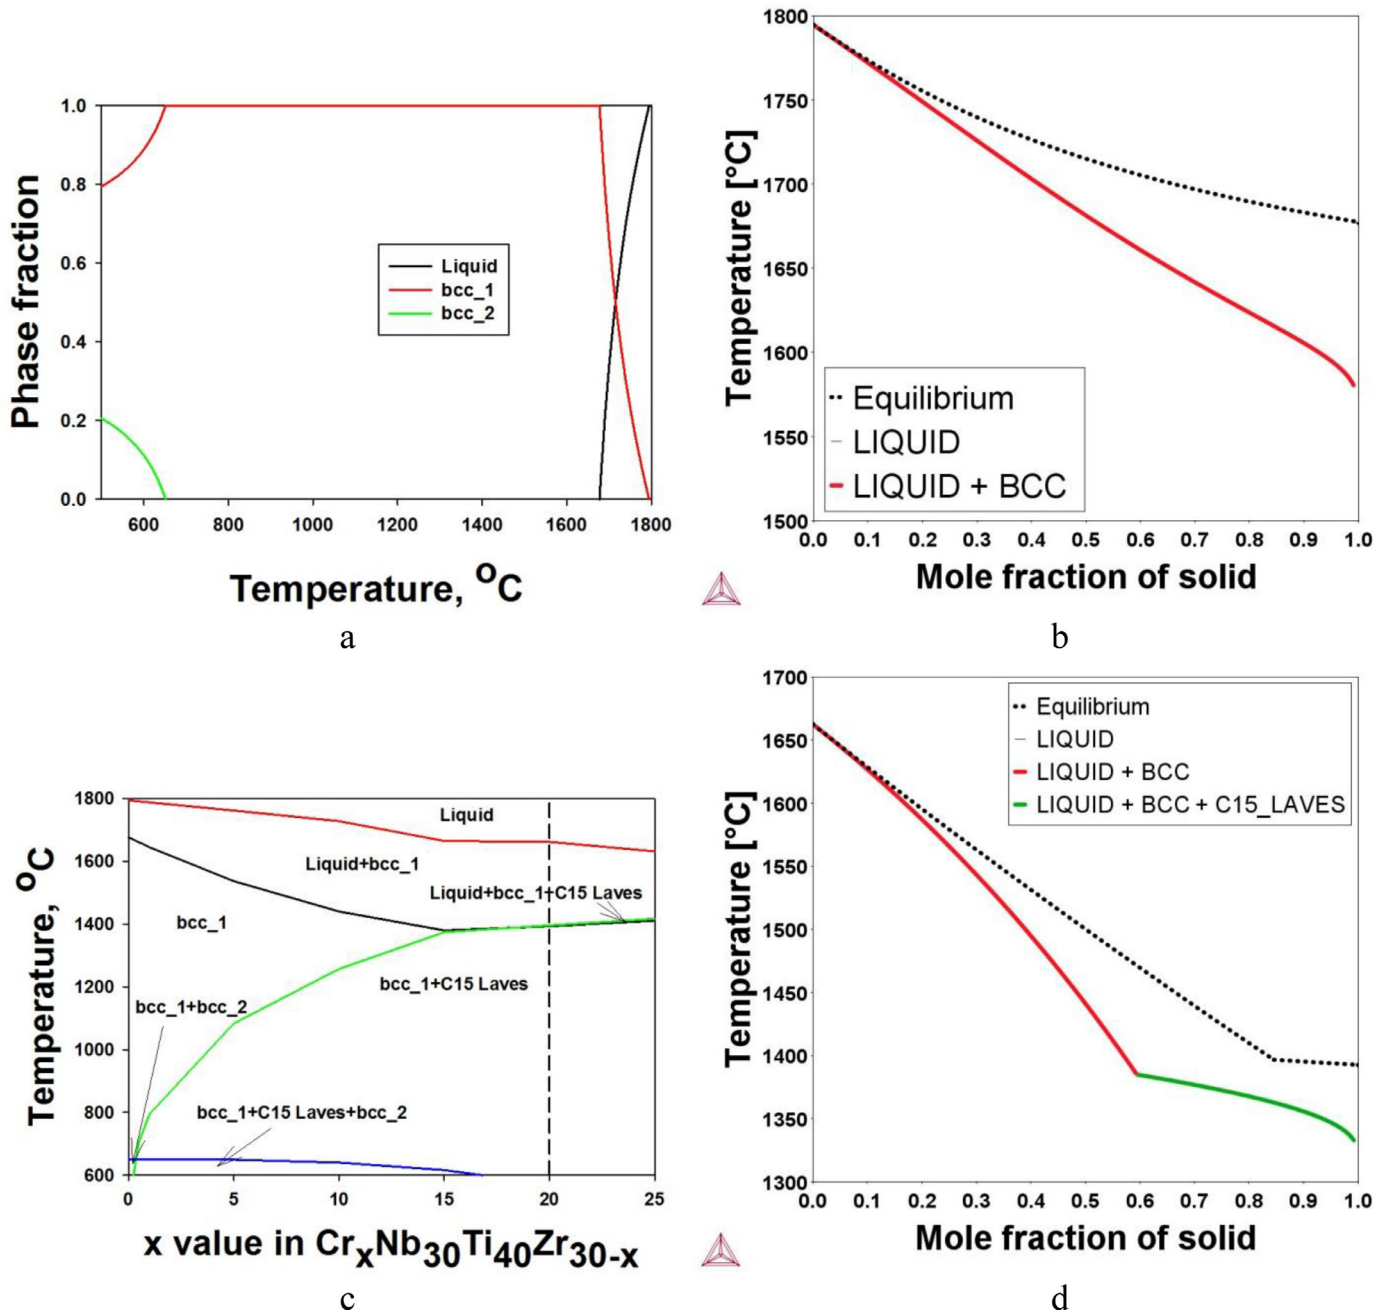 1.0
0.8
0.6
0.4
0.2
0.0
Phase fraction
Liquid
bcc_1
bcc_2
600 800 1000 1200 1400 1600 1800
Temperature, °C
a
1800
1750
1700
1650
1600
1550
1500
Temperature [°C]
Equilibrium
LIQUID
LIQUID + BCC
0.0 0.1 0.2 0.3 0.4 0.5 0.6 0.7 0.8 0.9 1.0
Mole fraction of solid
b
1800
1600
1400
1200
1000
800
600
Temperature, °C
Liquid
Liquid+bcc_1
Liquid+bcc_1+C15 Laves
bcc_1
bcc_1+C15 Laves
bcc_1+bcc_2
bcc_1+C15 Laves+bcc_2
0 5 10 15 20 25
x value in CrxNb30Ti40Zr30-x
c
1700
1650
1600
1550
1500
1450
1400
1350
1300
Temperature [°C]
Equilibrium
LIQUID
LIQUID + BCC
LIQUID + BCC + C15_LAVES
0.0 0.1 0.2 0.3 0.4 0.5 0.6 0.7 0.8 0.9 1.0
Mole fraction of solid
d